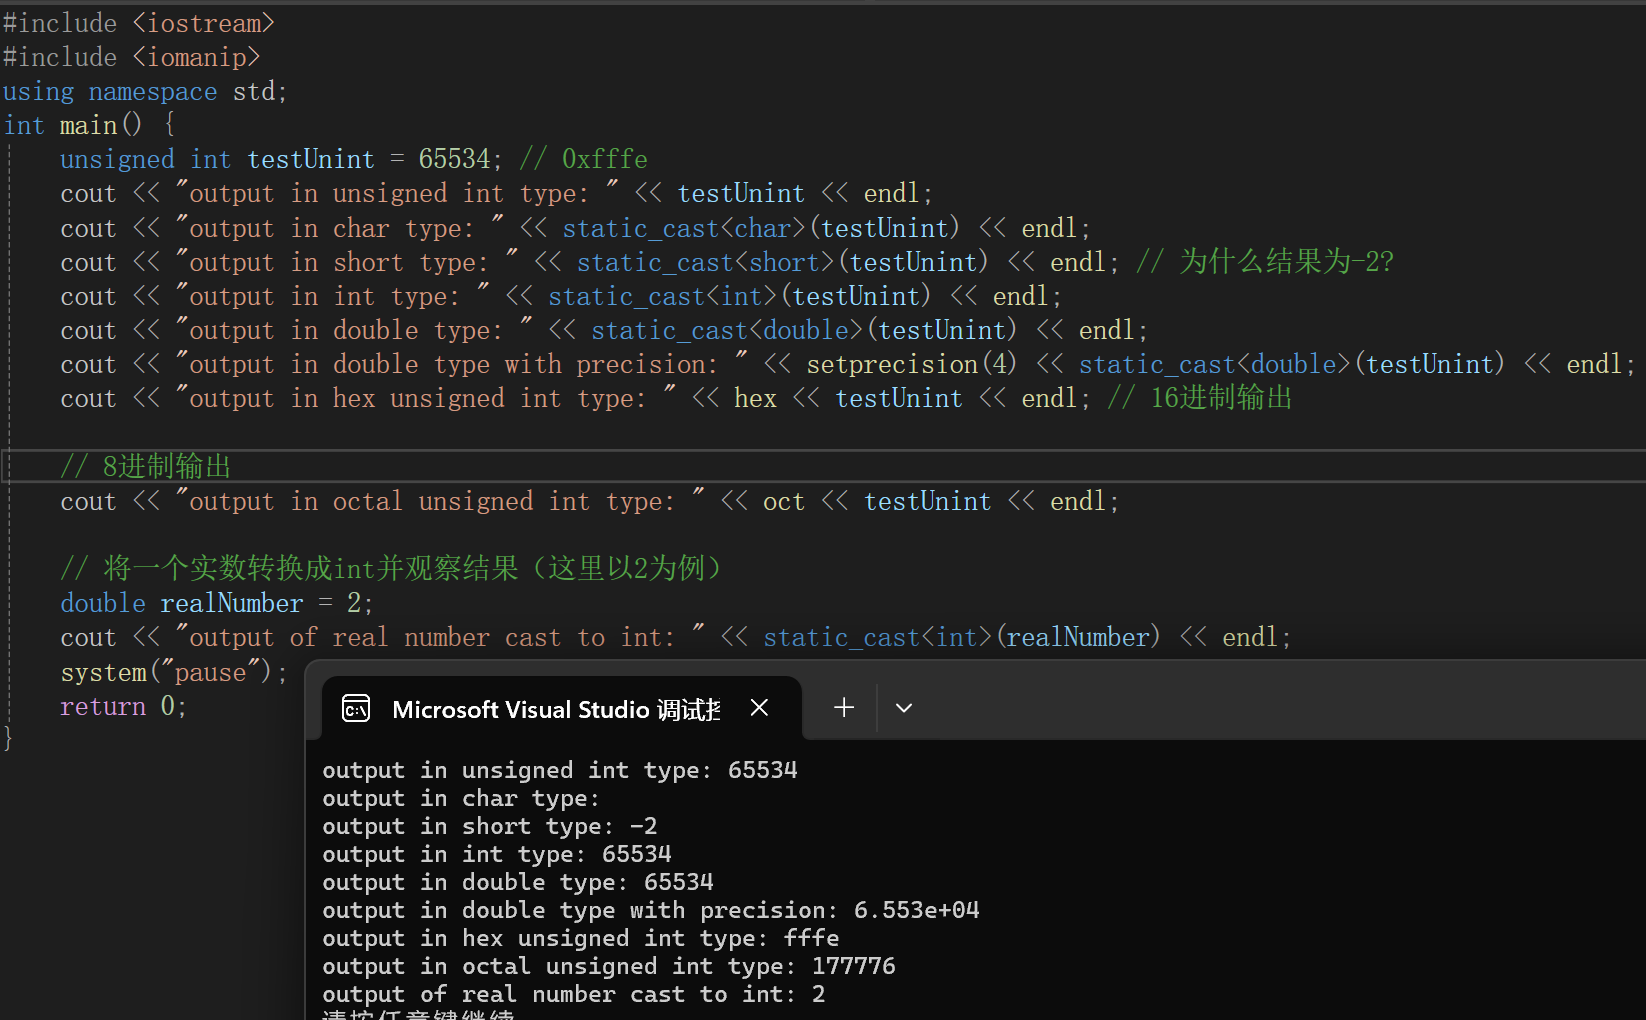 #include <iostream>
#include <iomanip>
using namespace std;
int main() {
    unsigned int testUnint = 65534; // 0xfffe
    cout << "output in unsigned int type: " << testUnint << endl;
    cout << "output in char type: " << static_cast<char>(testUnint) << endl;
    cout << "output in short type: " << static_cast<short>(testUnint) << endl; // 为什么结果为-2?
    cout << "output in int type: " << static_cast<int>(testUnint) << endl;
    cout << "output in double type: " << static_cast<double>(testUnint) << endl;
    cout << "output in double type with precision: " << setprecision(4) << static_cast<double>(testUnint) << endl;
    cout << "output in hex unsigned int type: " << hex << testUnint << endl; // 16进制输出
    // 8进制输出
    cout << "output in octal unsigned int type: " << oct << testUnint << endl;
    // 将一个实数转换成int并观察结果（这里以2为例）
    double realNumber = 2;
    cout << "output of real number cast to int: " << static_cast<int>(realNumber) << endl;
    system("pause");
    return 0;
}
Microsoft Visual Studio 调试控
output in unsigned int type: 65534
output in char type:
output in short type: -2
output in int type: 65534
output in double type: 65534
output in double type with precision: 6.553e+04
output in hex unsigned int type: fffe
output in octal unsigned int type: 177776
output of real number cast to int: 2
请按任意键继续